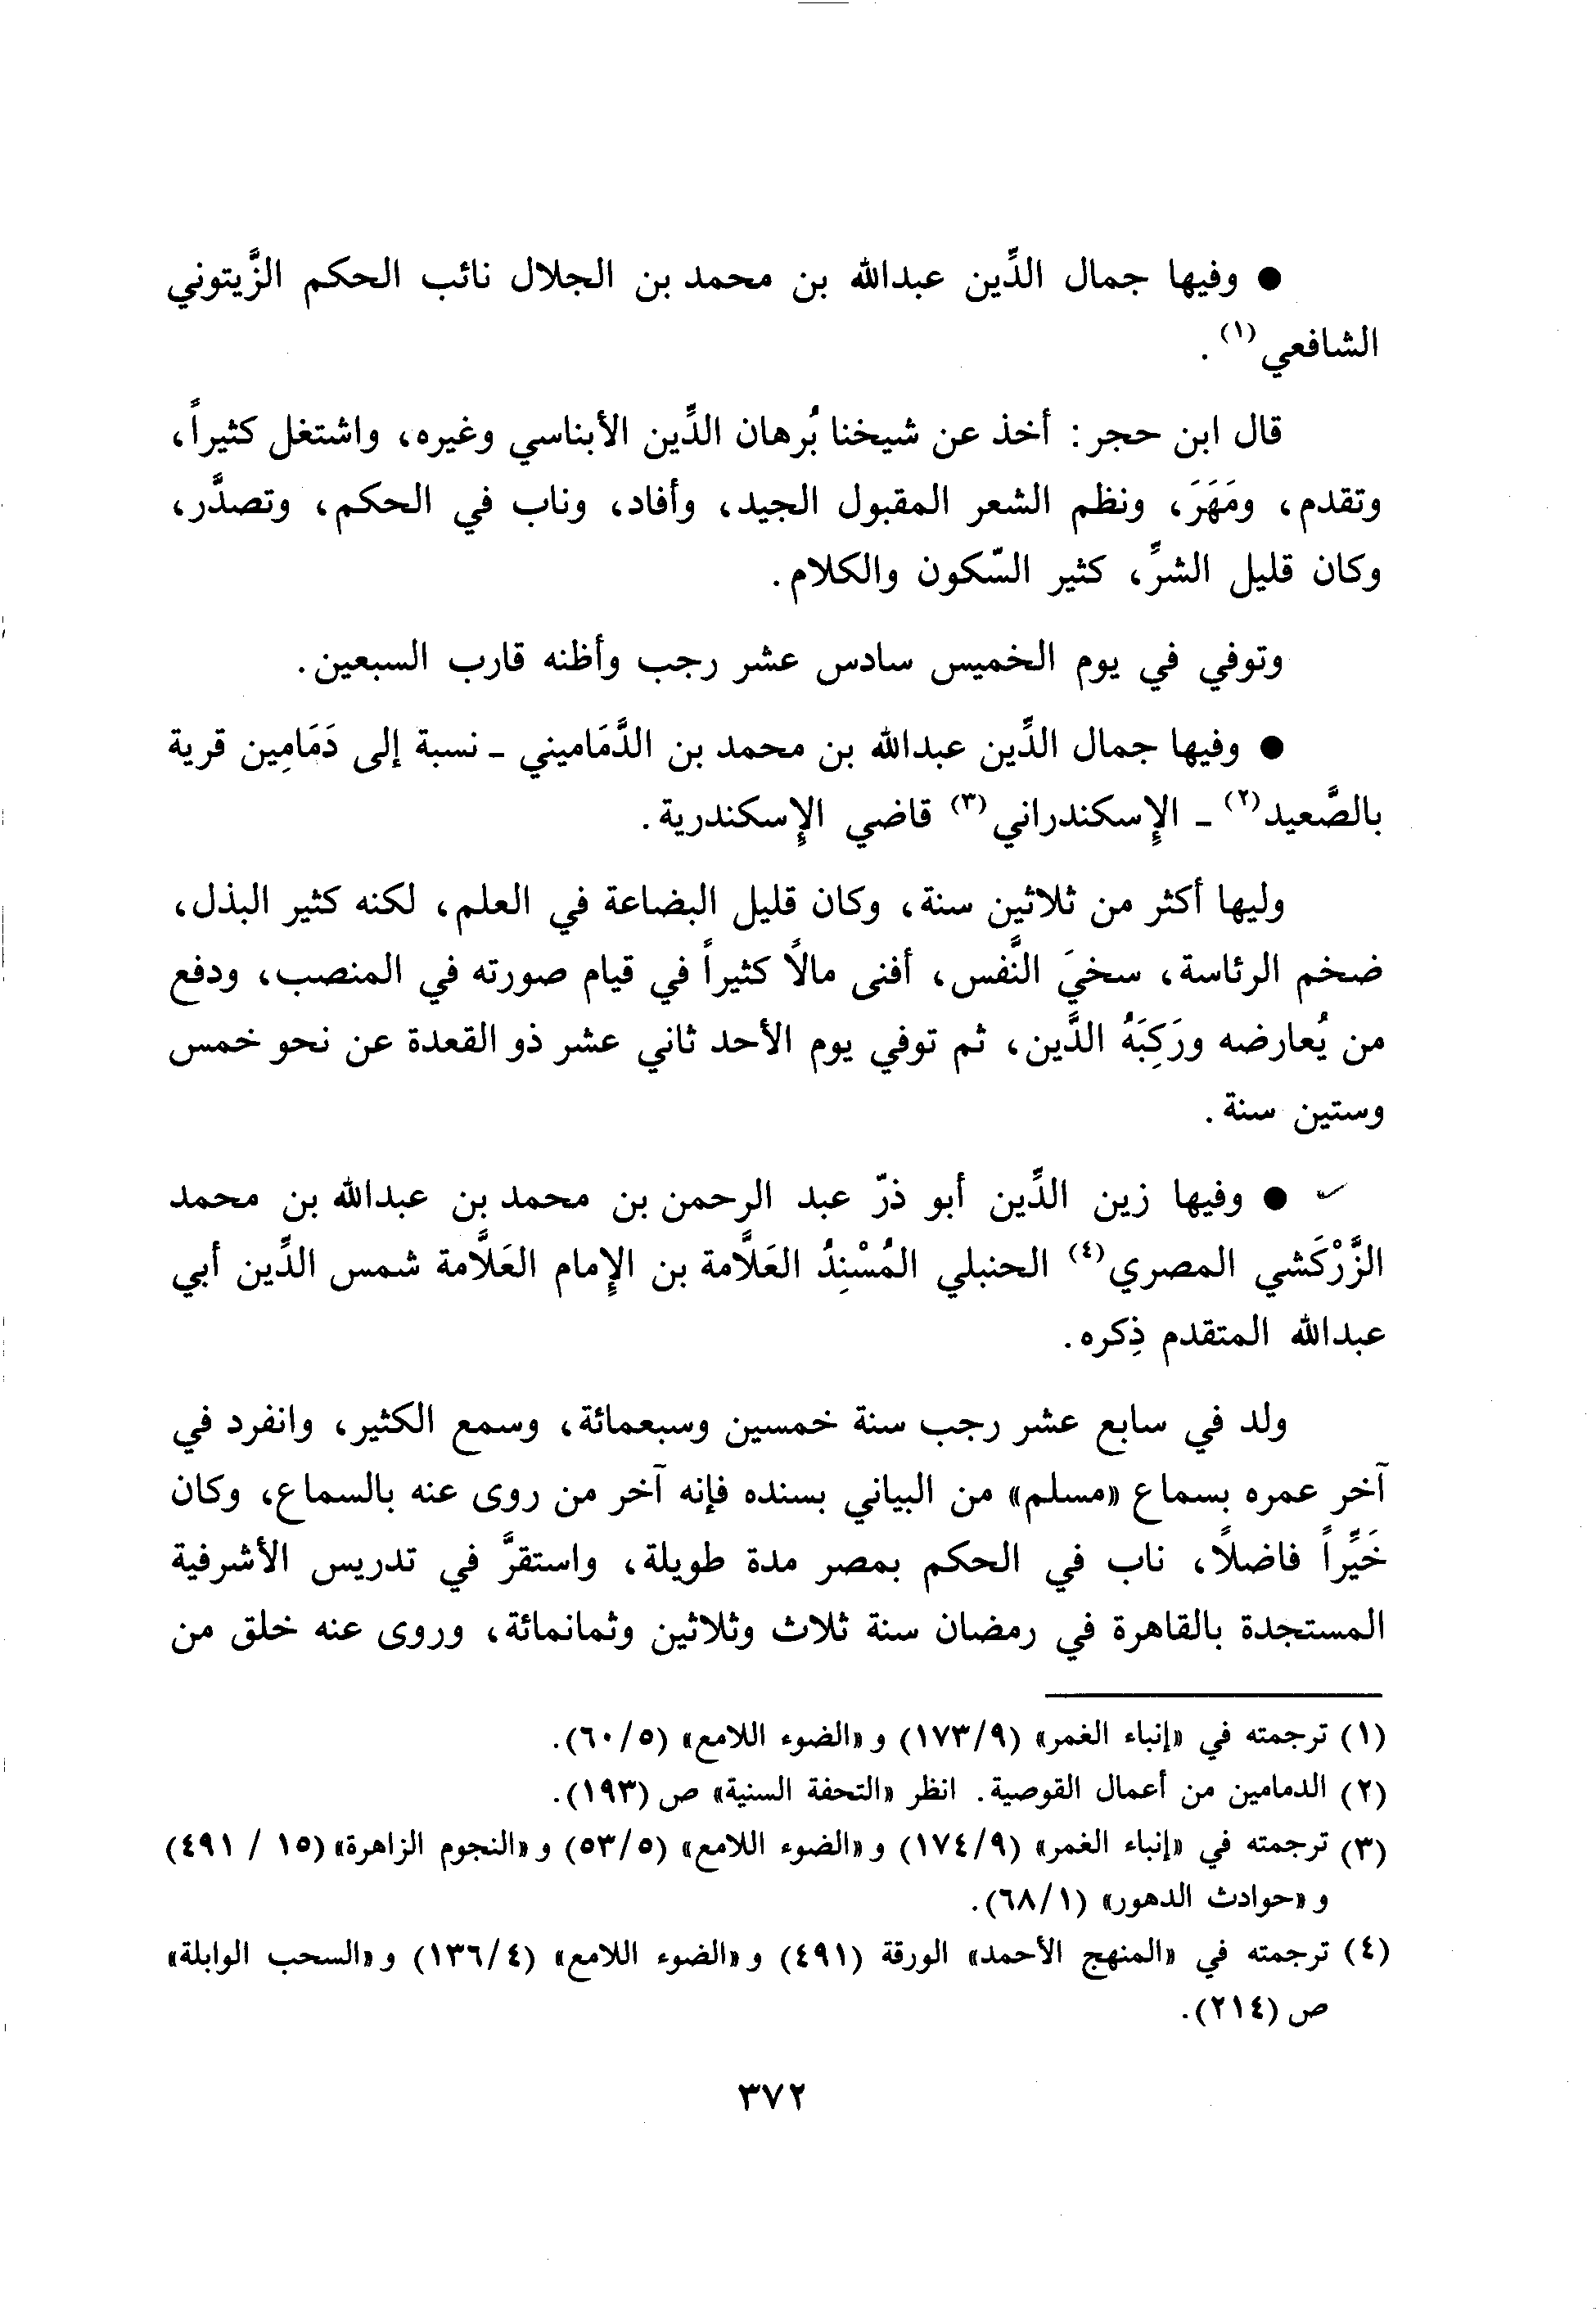 ● وفيها جمال الدِّين عبدالله بن محمد بن الجلال نائب الحكم الزَّيتوني
الشافعي(١).
قال ابن حجر: أخذ عن شيخنا بُرهان الدِّين الأبناسي وغيره، واشتغل كثيراً،
وتقدم، ومَهَرَ، ونظم الشعر المقبول الجيد، وأفاد، وناب في الحكم، وتصدَّر،
وكان قليل الشرِّ، كثير السّكون والكلام.
وتوفي في يوم الخميس سادس عشر رجب وأظنه قارب السبعين.
● وفيها جمال الدِّين عبدالله بن محمد بن الدَّمَاميني - نسبة إلى دَمَامِين قرية
بالصَّعيد(٢) - الإسكندراني(٣) قاضي الإسكندرية.
وليها أكثر من ثلاثين سنة، وكان قليل البضاعة في العلم، لكنه كثير البذل،
ضخم الرئاسة، سخيَ النَّفس، أفنى مالاً كثيراً في قيام صورته في المنصب، ودفع
من يُعارضه ورَكِبَهُ الدَّين، ثم توفي يوم الأحد ثاني عشر ذو القعدة عن نحو خمس
وستين سنة.
● وفيها زين الدِّين أبو ذرّ عبد الرحمن بن محمد بن عبدالله بن محمد
الزَّرْكَشي المصري(٤) الحنبلي المُسْنِدُ العَلاَّمة بن الإمام العَلاَّمة شمس الدِّين أبي
عبدالله المتقدم ذِكره.
ولد في سابع عشر رجب سنة خمسين وسبعمائة، وسمع الكثير، وانفرد في
آخر عمره بسماع «مسلم» من البياني بسنده فإنه آخر من روى عنه بالسماع، وكان
خَيِّراً فاضلاً، ناب في الحكم بمصر مدة طويلة، واستقرَّ في تدريس الأشرفية
المستجدة بالقاهرة في رمضان سنة ثلاث وثلاثين وثمانمائة، وروى عنه خلق من
(١) ترجمته في «إنباء الغمر» (١٧٣/٩) و «الضوء اللامع» (٦٠/٥).
(٢) الدمامين من أعمال القوصية. انظر «التحفة السنية» ص (١٩٣).
(٣) ترجمته في «إنباء الغمر» (١٧٤/٩) و «الضوء اللامع» (٥٣/٥) و «النجوم الزاهرة» (١٥ / ٤٩١)
و «حوادث الدهور» (٦٨/١).
(٤) ترجمته في «المنهج الأحمد» الورقة (٤٩١) و «الضوء اللامع» (١٣٦/٤) و «السحب الوابلة»
ص (٢١٤).
٣٧٢